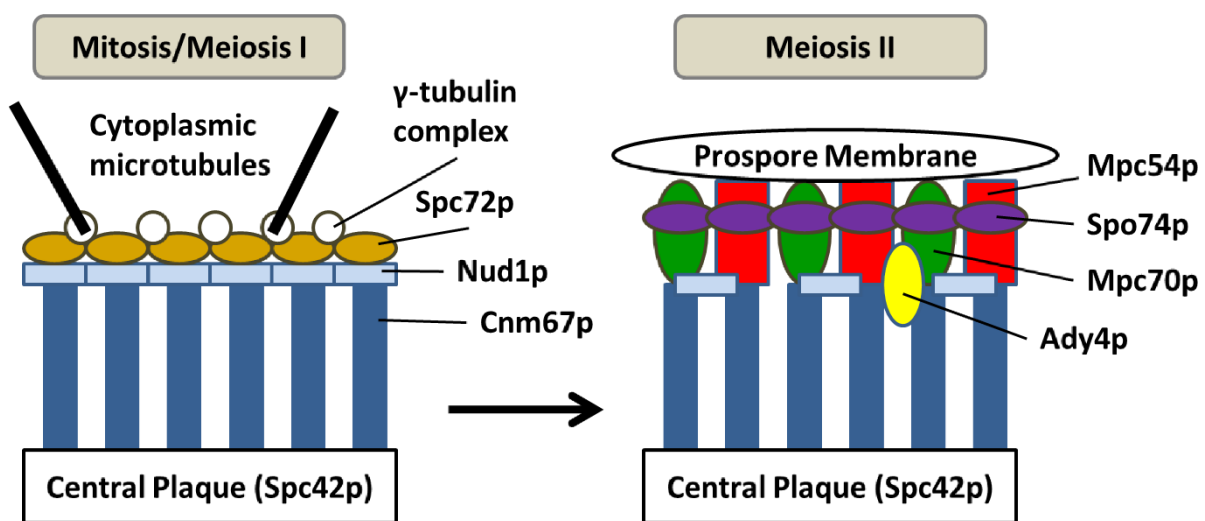 Mitosis/Meiosis I
Cytoplasmic
microtubules
γ-tubulin
complex
Spc72p
Nud1p
Cnm67p
Central Plaque (Spc42p)
Meiosis II
Prospore Membrane
Mpc54p
Spo74p
Mpc70p
Ady4p
Central Plaque (Spc42p)